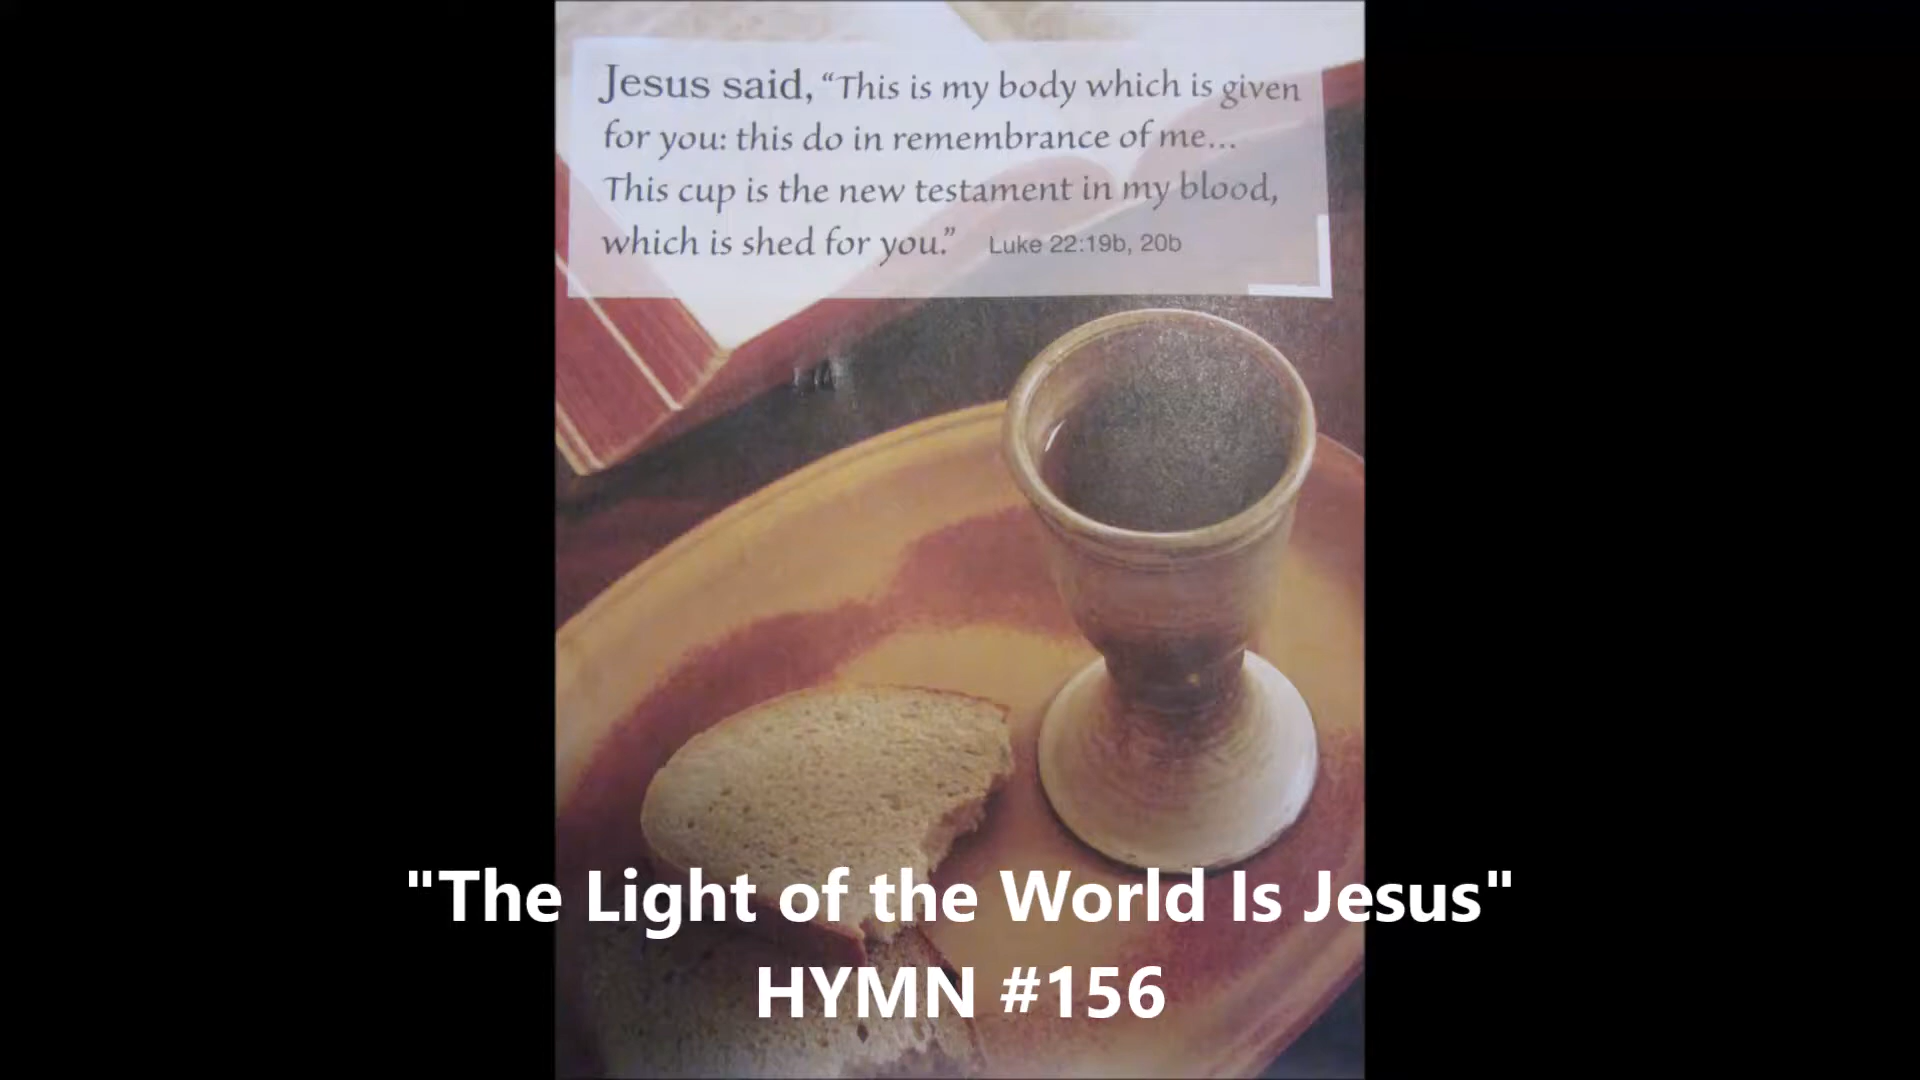 Jesus said, “This is my body which is given
for you: this do in remembrance of me...
This cup is the new testament in my blood,
which is shed for you.” Luke 22:19b, 20b
"The Light of the World Is Jesus"
HYMN #156